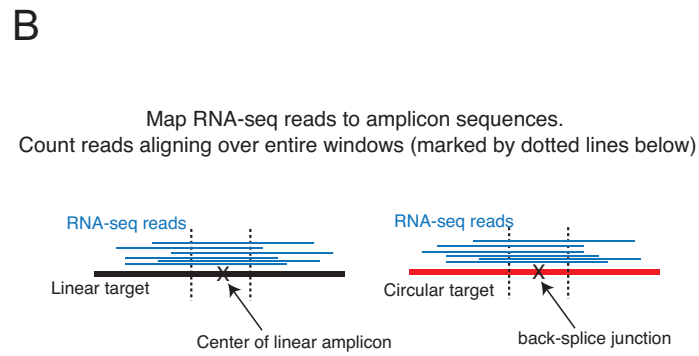 B
Map RNA-seq reads to amplicon sequences.
Count reads aligning over entire windows (marked by dotted lines below)
RNA-seq reads
X
Linear target
Center of linear amplicon
RNA-seq reads
X
Circular target
back-splice junction